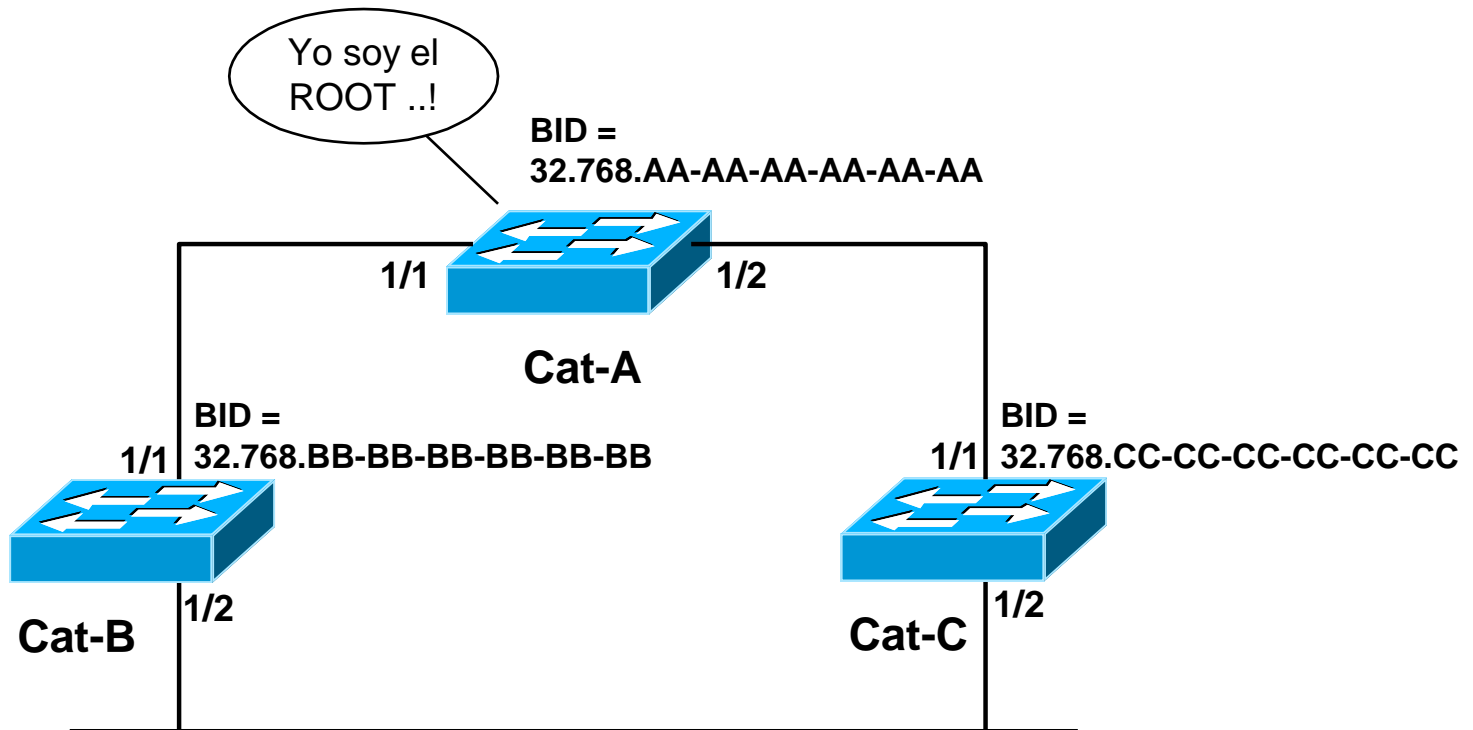 Yo soy el
ROOT ..!
BID =
32.768.AA-AA-AA-AA-AA-AA
1/1
1/2
Cat-A
BID =
32.768.BB-BB-BB-BB-BB-BB
1/1
BID =
32.768.CC-CC-CC-CC-CC-CC
1/1
1/2
Cat-B
1/2
Cat-C